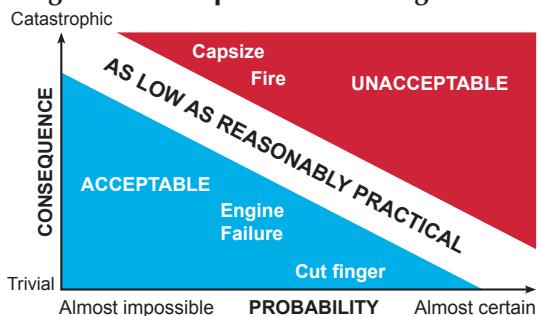 Catastrophic
Capsize
Fire
UNACCEPTABLE
AS LOW AS REASONABLY PRACTICAL
CONSEQUENCE
ACCEPTABLE
Engine
Failure
Cut finger
Trivial
Almost impossible PROBABILITY Almost certain